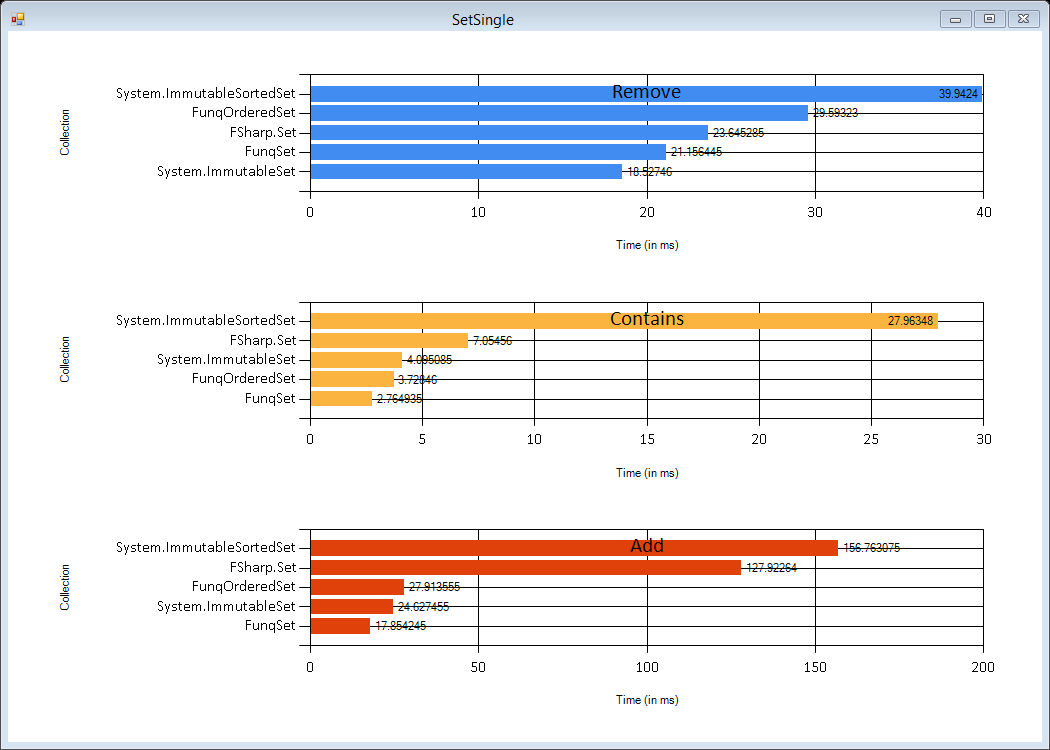 SetSingle
Remove
Collection
System.ImmutableSortedSet 39.9424
FunqOrderedSet 29.59323
FSharp.Set 23.645285
FunqSet 21.156445
System.ImmutableSet 18.52746
0 10 20 30 40
Time (in ms)
Contains
Collection
System.ImmutableSortedSet 27.96348
FSharp.Set 7.05456
System.ImmutableSet 4.095085
FunqOrderedSet 3.72846
FunqSet 2.764935
0 5 10 15 20 25 30
Time (in ms)
Add
Collection
System.ImmutableSortedSet 156.763075
FSharp.Set 127.92264
FunqOrderedSet 27.913555
System.ImmutableSet 24.627455
FunqSet 17.854245
0 50 100 150 200
Time (in ms)